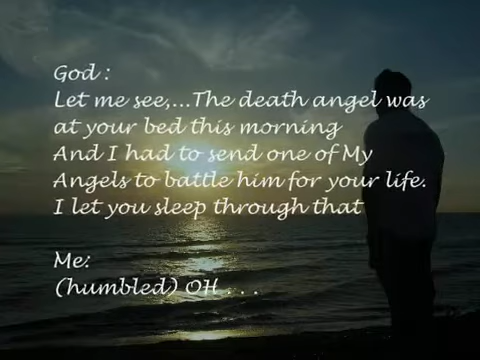 God :
Let me see,...The death angel was
at your bed this morning
And I had to send one of My
Angels to battle him for your life.
I let you sleep through that
Me:
(humbled) OH . . .